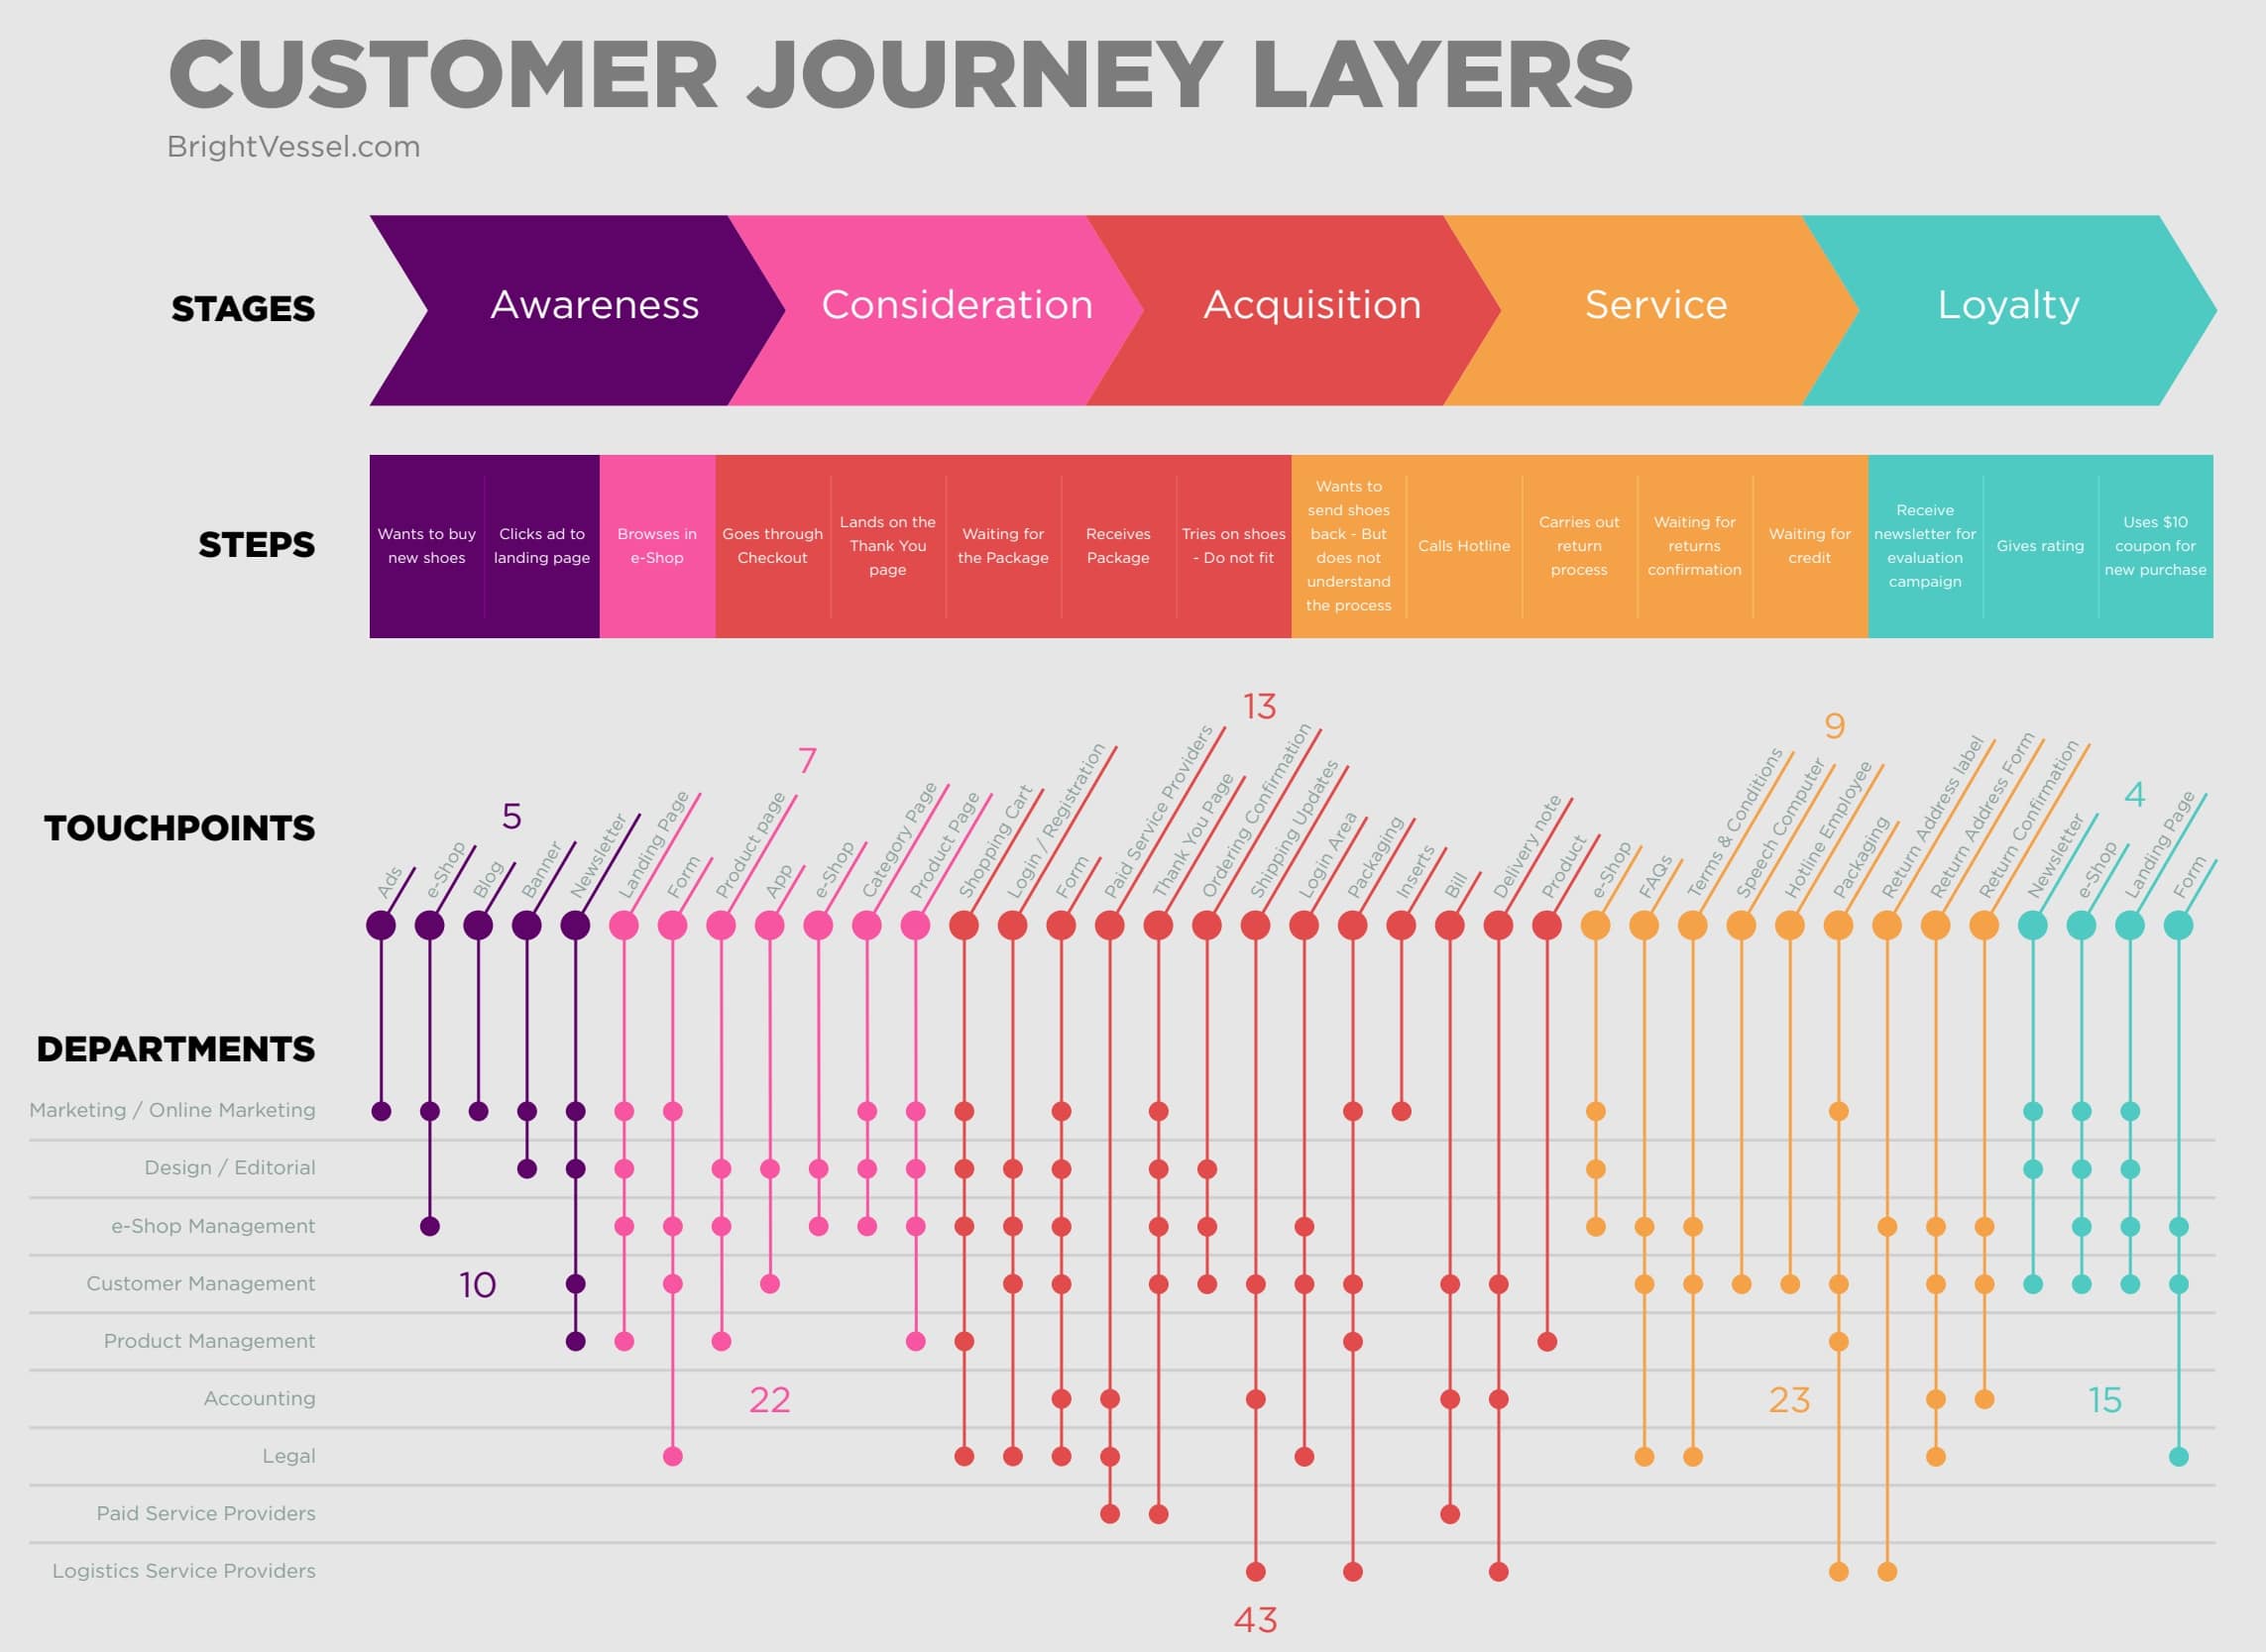 CUSTOMER JOURNEY LAYERS
BrightVessel.com
STAGES
Awareness
Consideration
Acquisition
Service
Loyalty
STEPS
Wants to buy
new shoes
Clicks ad to
landing page
Browses in
e-Shop
Goes through
Checkout
Lands on the
Thank You
page
Waiting for
the Package
Receives
Package
Tries on shoes
- Do not fit
Wants to
send shoes
back - But
does not
understand
the process
Calls Hotline
Carries out
return
process
Waiting for
returns
confirmation
Waiting for
credit
Receive
newsletter for
evaluation
campaign
Gives rating
Uses $10
coupon for
new purchase
TOUCHPOINTS
5
7
13
9
4
Ads
e-Shop
Blog
Banner
Newsletter
Landing Page
Form
Product page
App
e-Shop
Category Page
Product Page
Shopping Cart
Login / Registration
Form
Paid Service Providers
Thank You Page
Ordering Confirmation
Shipping Updates
Login Area
Packaging
Inserts
Bill
Delivery note
Product
e-Shop
FAQs
Terms & Conditions
Speech Computer
Hotline Employee
Packaging
Return Address label
Return Address Form
Return Confirmation
Newsletter
e-Shop
Landing Page
Form
DEPARTMENTS
Marketing / Online Marketing
Design / Editorial
e-Shop Management
Customer Management
10
Product Management
Accounting
22
23
15
Legal
Paid Service Providers
Logistics Service Providers
43